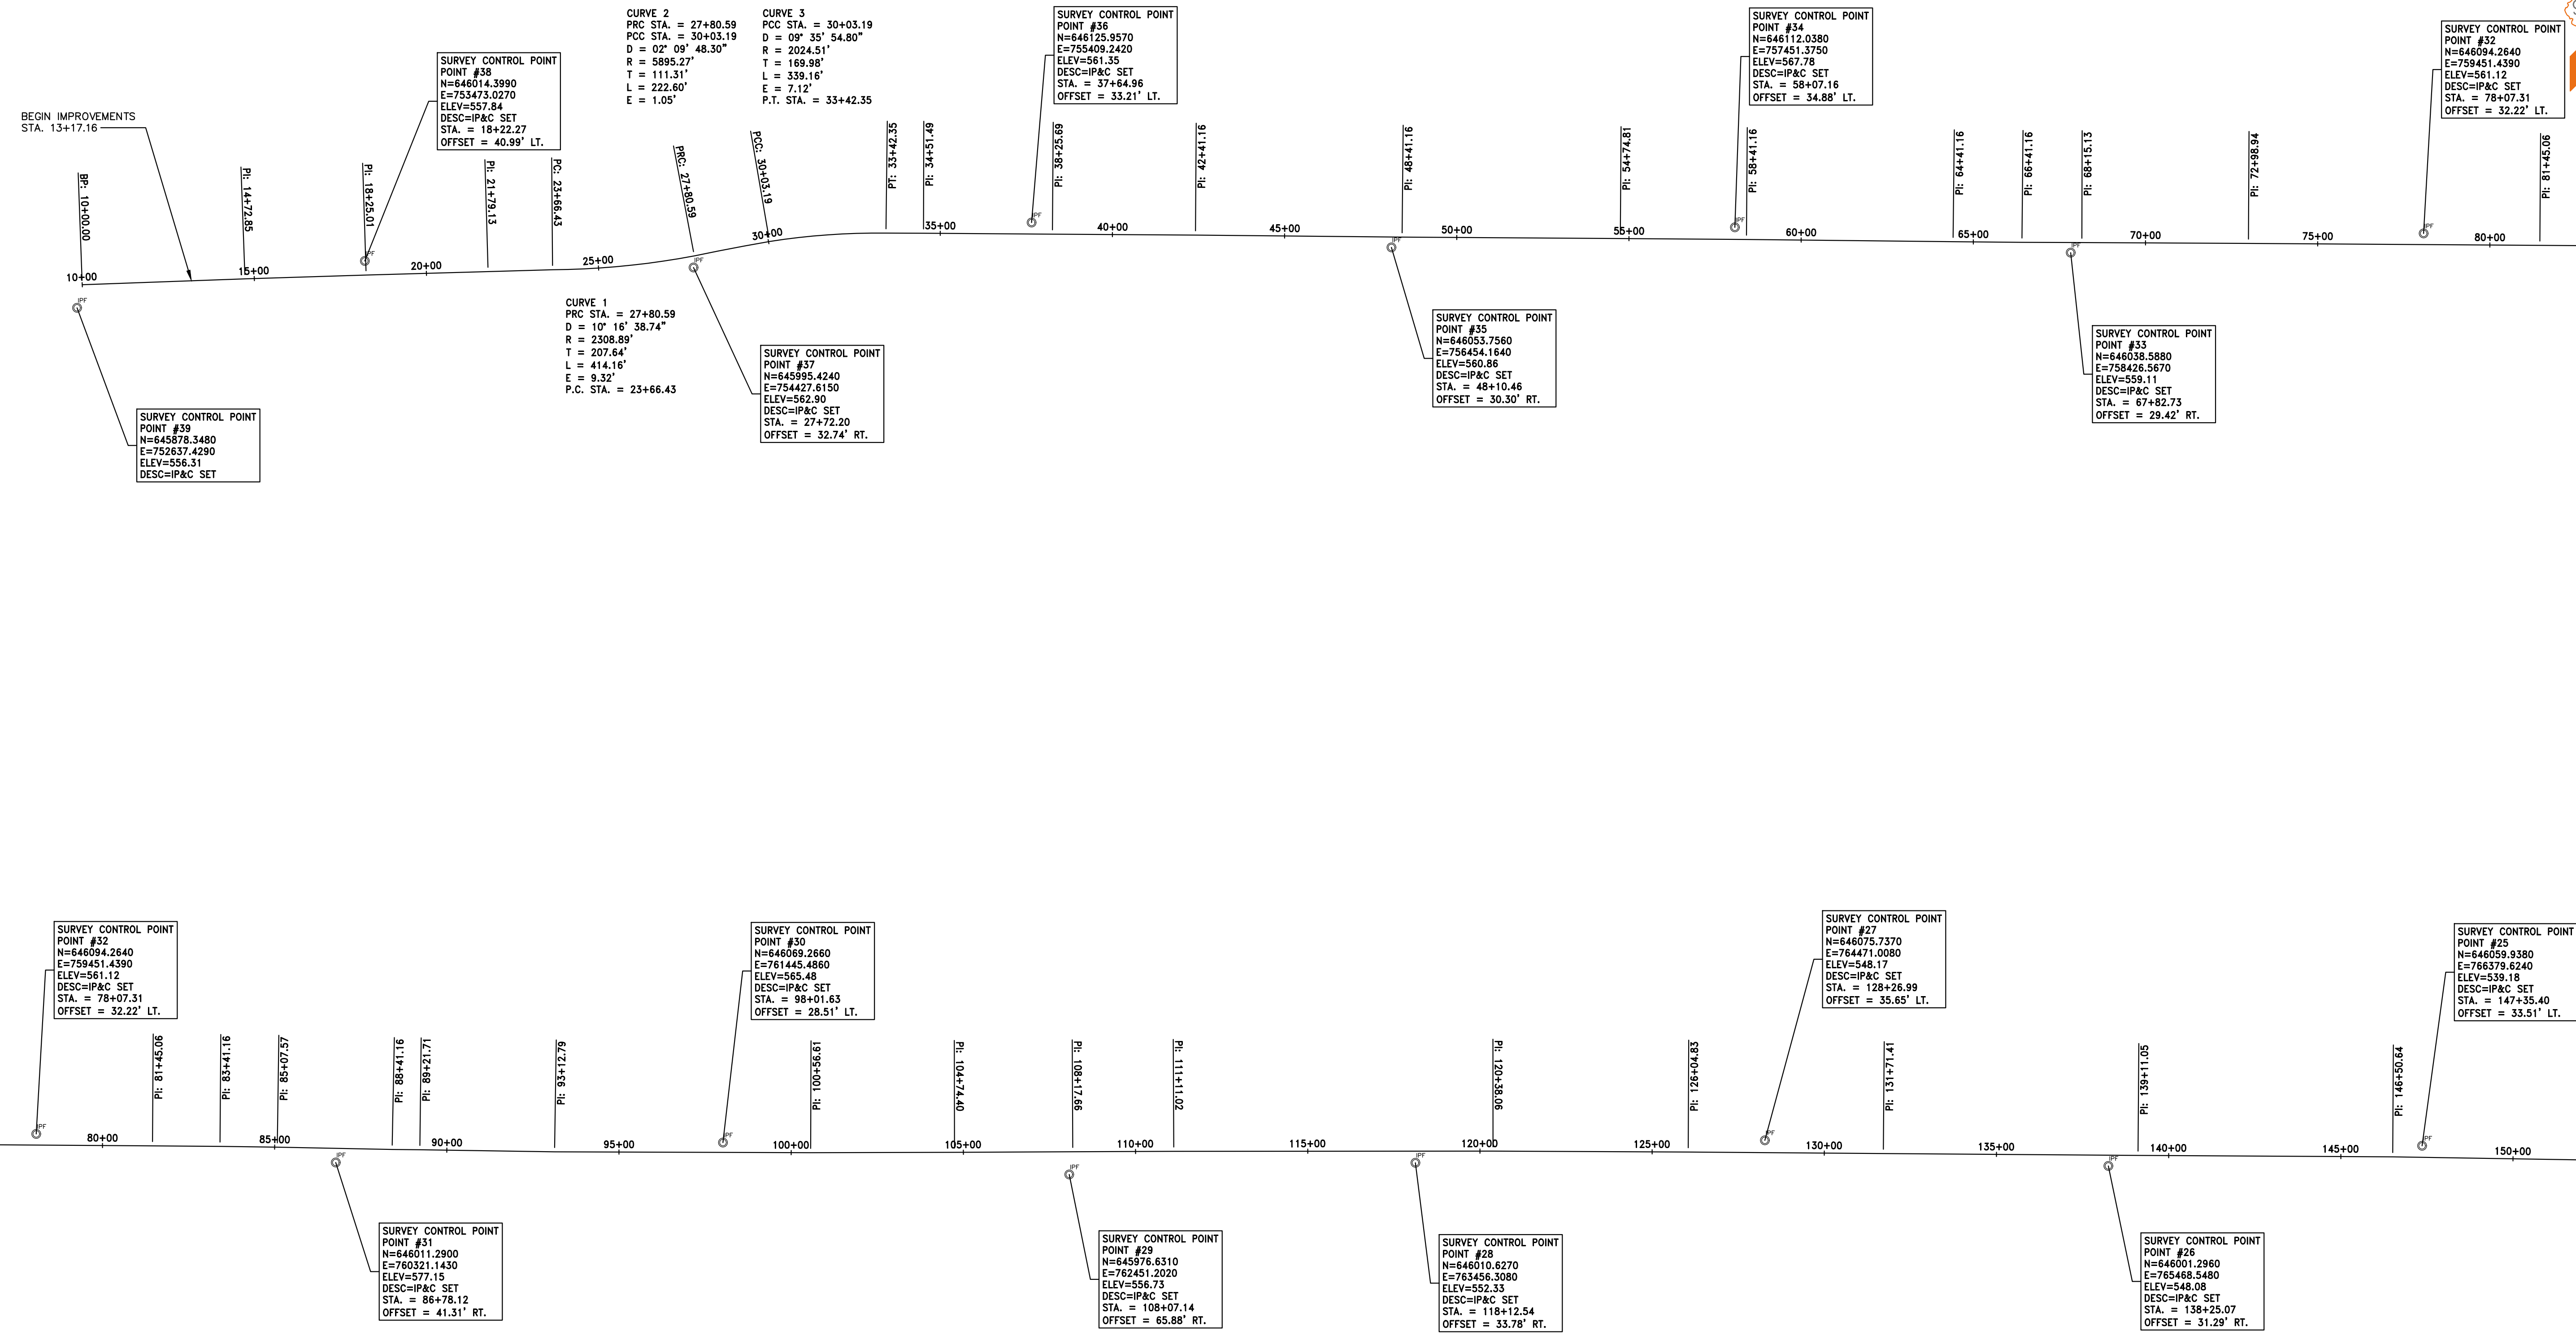 CURVE 2
PRC STA. = 27+80.59
PCC STA. = 30+03.19
D = 02° 09' 48.30"
R = 5895.27'
T = 111.31'
L = 222.60'
E = 1.05'
CURVE 3
PCC STA. = 30+03.19
D = 09° 35' 54.80"
R = 2024.51'
T = 169.98'
L = 339.16'
E = 7.12'
P.T. STA. = 33+42.35
SURVEY CONTROL POINT
POINT #36
N=646125.9570
E=755409.2420
ELEV=561.35
DESC=IP&C SET
STA. = 37+64.96
OFFSET = 33.21' LT.
SURVEY CONTROL POINT
POINT #34
N=646112.0380
E=757451.3750
ELEV=567.78
DESC=IP&C SET
STA. = 58+07.16
OFFSET = 34.88' LT.
SURVEY CONTROL POINT
POINT #32
N=646094.2640
E=759451.4390
ELEV=561.12
DESC=IP&C SET
STA. = 78+07.31
OFFSET = 32.22' LT.
SURVEY CONTROL POINT
POINT #38
N=646014.3990
E=753473.0270
ELEV=557.84
DESC=IP&C SET
STA. = 18+22.27
OFFSET = 40.99' LT.
BEGIN IMPROVEMENTS
STA. 13+17.16
BP: 10+00.00
PI: 14+72.85
PI: 18+25.01
PI: 21+79.13
PC: 23+66.43
PRC: 27+80.59
PCC: 30+03.19
PT: 33+42.35
PI: 34+51.49
PI: 38+25.69
PI: 42+41.16
PI: 48+41.16
PI: 54+74.81
PI: 58+41.16
PI: 64+41.16
PI: 66+41.16
PI: 68+15.13
PI: 72+98.94
PI: 81+45.06
10+00
15+00
20+00
25+00
30+00
35+00
40+00
45+00
50+00
55+00
60+00
65+00
70+00
75+00
80+00
IPF
IPF
IPF
IPF
IPF
IPF
IPF
IPF
CURVE 1
PRC STA. = 27+80.59
D = 10° 16' 38.74"
R = 2308.89'
T = 207.64'
L = 414.16'
E = 9.32'
P.C. STA. = 23+66.43
SURVEY CONTROL POINT
POINT #37
N=645995.4240
E=754427.6150
ELEV=562.90
DESC=IP&C SET
STA. = 27+72.20
OFFSET = 32.74' RT.
SURVEY CONTROL POINT
POINT #35
N=646053.7560
E=756454.1640
ELEV=560.86
DESC=IP&C SET
STA. = 48+10.46
OFFSET = 30.30' RT.
SURVEY CONTROL POINT
POINT #33
N=646038.5880
E=758426.5670
ELEV=559.11
DESC=IP&C SET
STA. = 67+82.73
OFFSET = 29.42' RT.
SURVEY CONTROL POINT
POINT #39
N=645878.3480
E=752637.4290
ELEV=556.31
DESC=IP&C SET
SURVEY CONTROL POINT
POINT #32
N=646094.2640
E=759451.4390
ELEV=561.12
DESC=IP&C SET
STA. = 78+07.31
OFFSET = 32.22' LT.
SURVEY CONTROL POINT
POINT #30
N=646069.2660
E=761445.4860
ELEV=565.48
DESC=IP&C SET
STA. = 98+01.63
OFFSET = 28.51' LT.
SURVEY CONTROL POINT
POINT #27
N=646075.7370
E=764471.0080
ELEV=548.17
DESC=IP&C SET
STA. = 128+26.99
OFFSET = 35.65' LT.
SURVEY CONTROL POINT
POINT #25
N=646059.9380
E=766379.6240
ELEV=539.18
DESC=IP&C SET
STA. = 147+35.40
OFFSET = 33.51' LT.
PI: 81+45.06
PI: 83+41.16
PI: 85+07.57
PI: 88+41.16
PI: 89+21.71
PI: 93+12.79
PI: 100+56.61
PI: 104+74.40
PI: 108+17.66
PI: 111+11.02
PI: 120+38.06
PI: 126+04.83
PI: 131+71.41
PI: 139+11.05
PI: 146+50.64
80+00
85+00
90+00
95+00
100+00
105+00
110+00
115+00
120+00
125+00
130+00
135+00
140+00
145+00
150+00
IPF
IPF
IPF
IPF
IPF
IPF
IPF
IPF
SURVEY CONTROL POINT
POINT #31
N=646011.2900
E=760321.1430
ELEV=577.15
DESC=IP&C SET
STA. = 86+78.12
OFFSET = 41.31' RT.
SURVEY CONTROL POINT
POINT #29
N=645976.6310
E=762451.2020
ELEV=556.73
DESC=IP&C SET
STA. = 108+07.14
OFFSET = 65.88' RT.
SURVEY CONTROL POINT
POINT #28
N=646010.6270
E=763456.3080
ELEV=552.33
DESC=IP&C SET
STA. = 118+12.54
OFFSET = 33.78' RT.
SURVEY CONTROL POINT
POINT #26
N=646001.2960
E=765468.5480
ELEV=548.08
DESC=IP&C SET
STA. = 138+25.07
OFFSET = 31.29' RT.